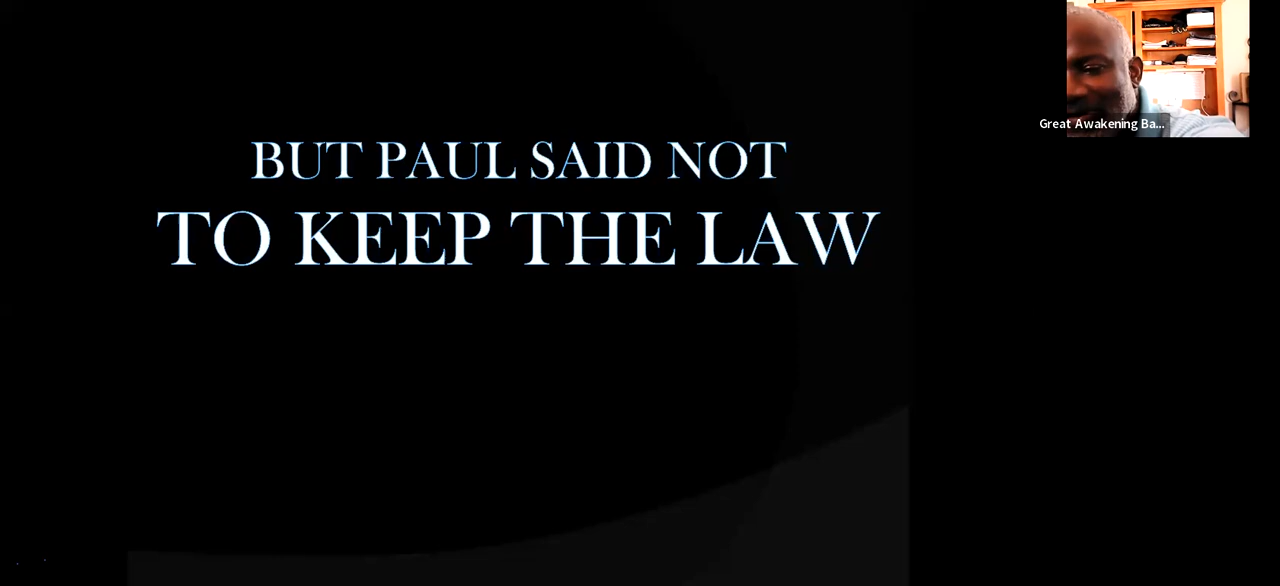 BUT PAUL SAID NOT
TO KEEP THE LAW
Great Awakening Ba...